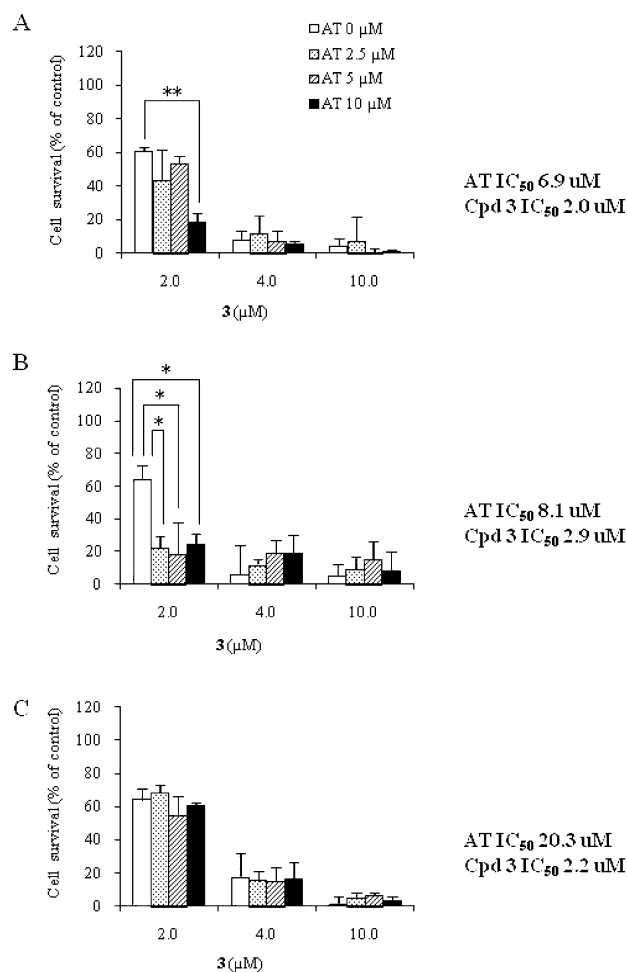 A
AT 0 μM
AT 2.5 μM
AT 5 μM
AT 10 μM
Cell survival (% of control)
120
100
80
60
40
20
0
**
2.0 4.0 10.0
3 (μM)
AT IC50 6.9 uM
Cpd 3 IC50 2.0 uM
B
Cell survival (% of control)
120
100
80
60
40
20
0
*
*
*
2.0 4.0 10.0
3 (μM)
AT IC50 8.1 uM
Cpd 3 IC50 2.9 uM
C
Cell survival (% of control)
120
100
80
60
40
20
0
2.0 4.0 10.0
3 (μM)
AT IC50 20.3 uM
Cpd 3 IC50 2.2 uM